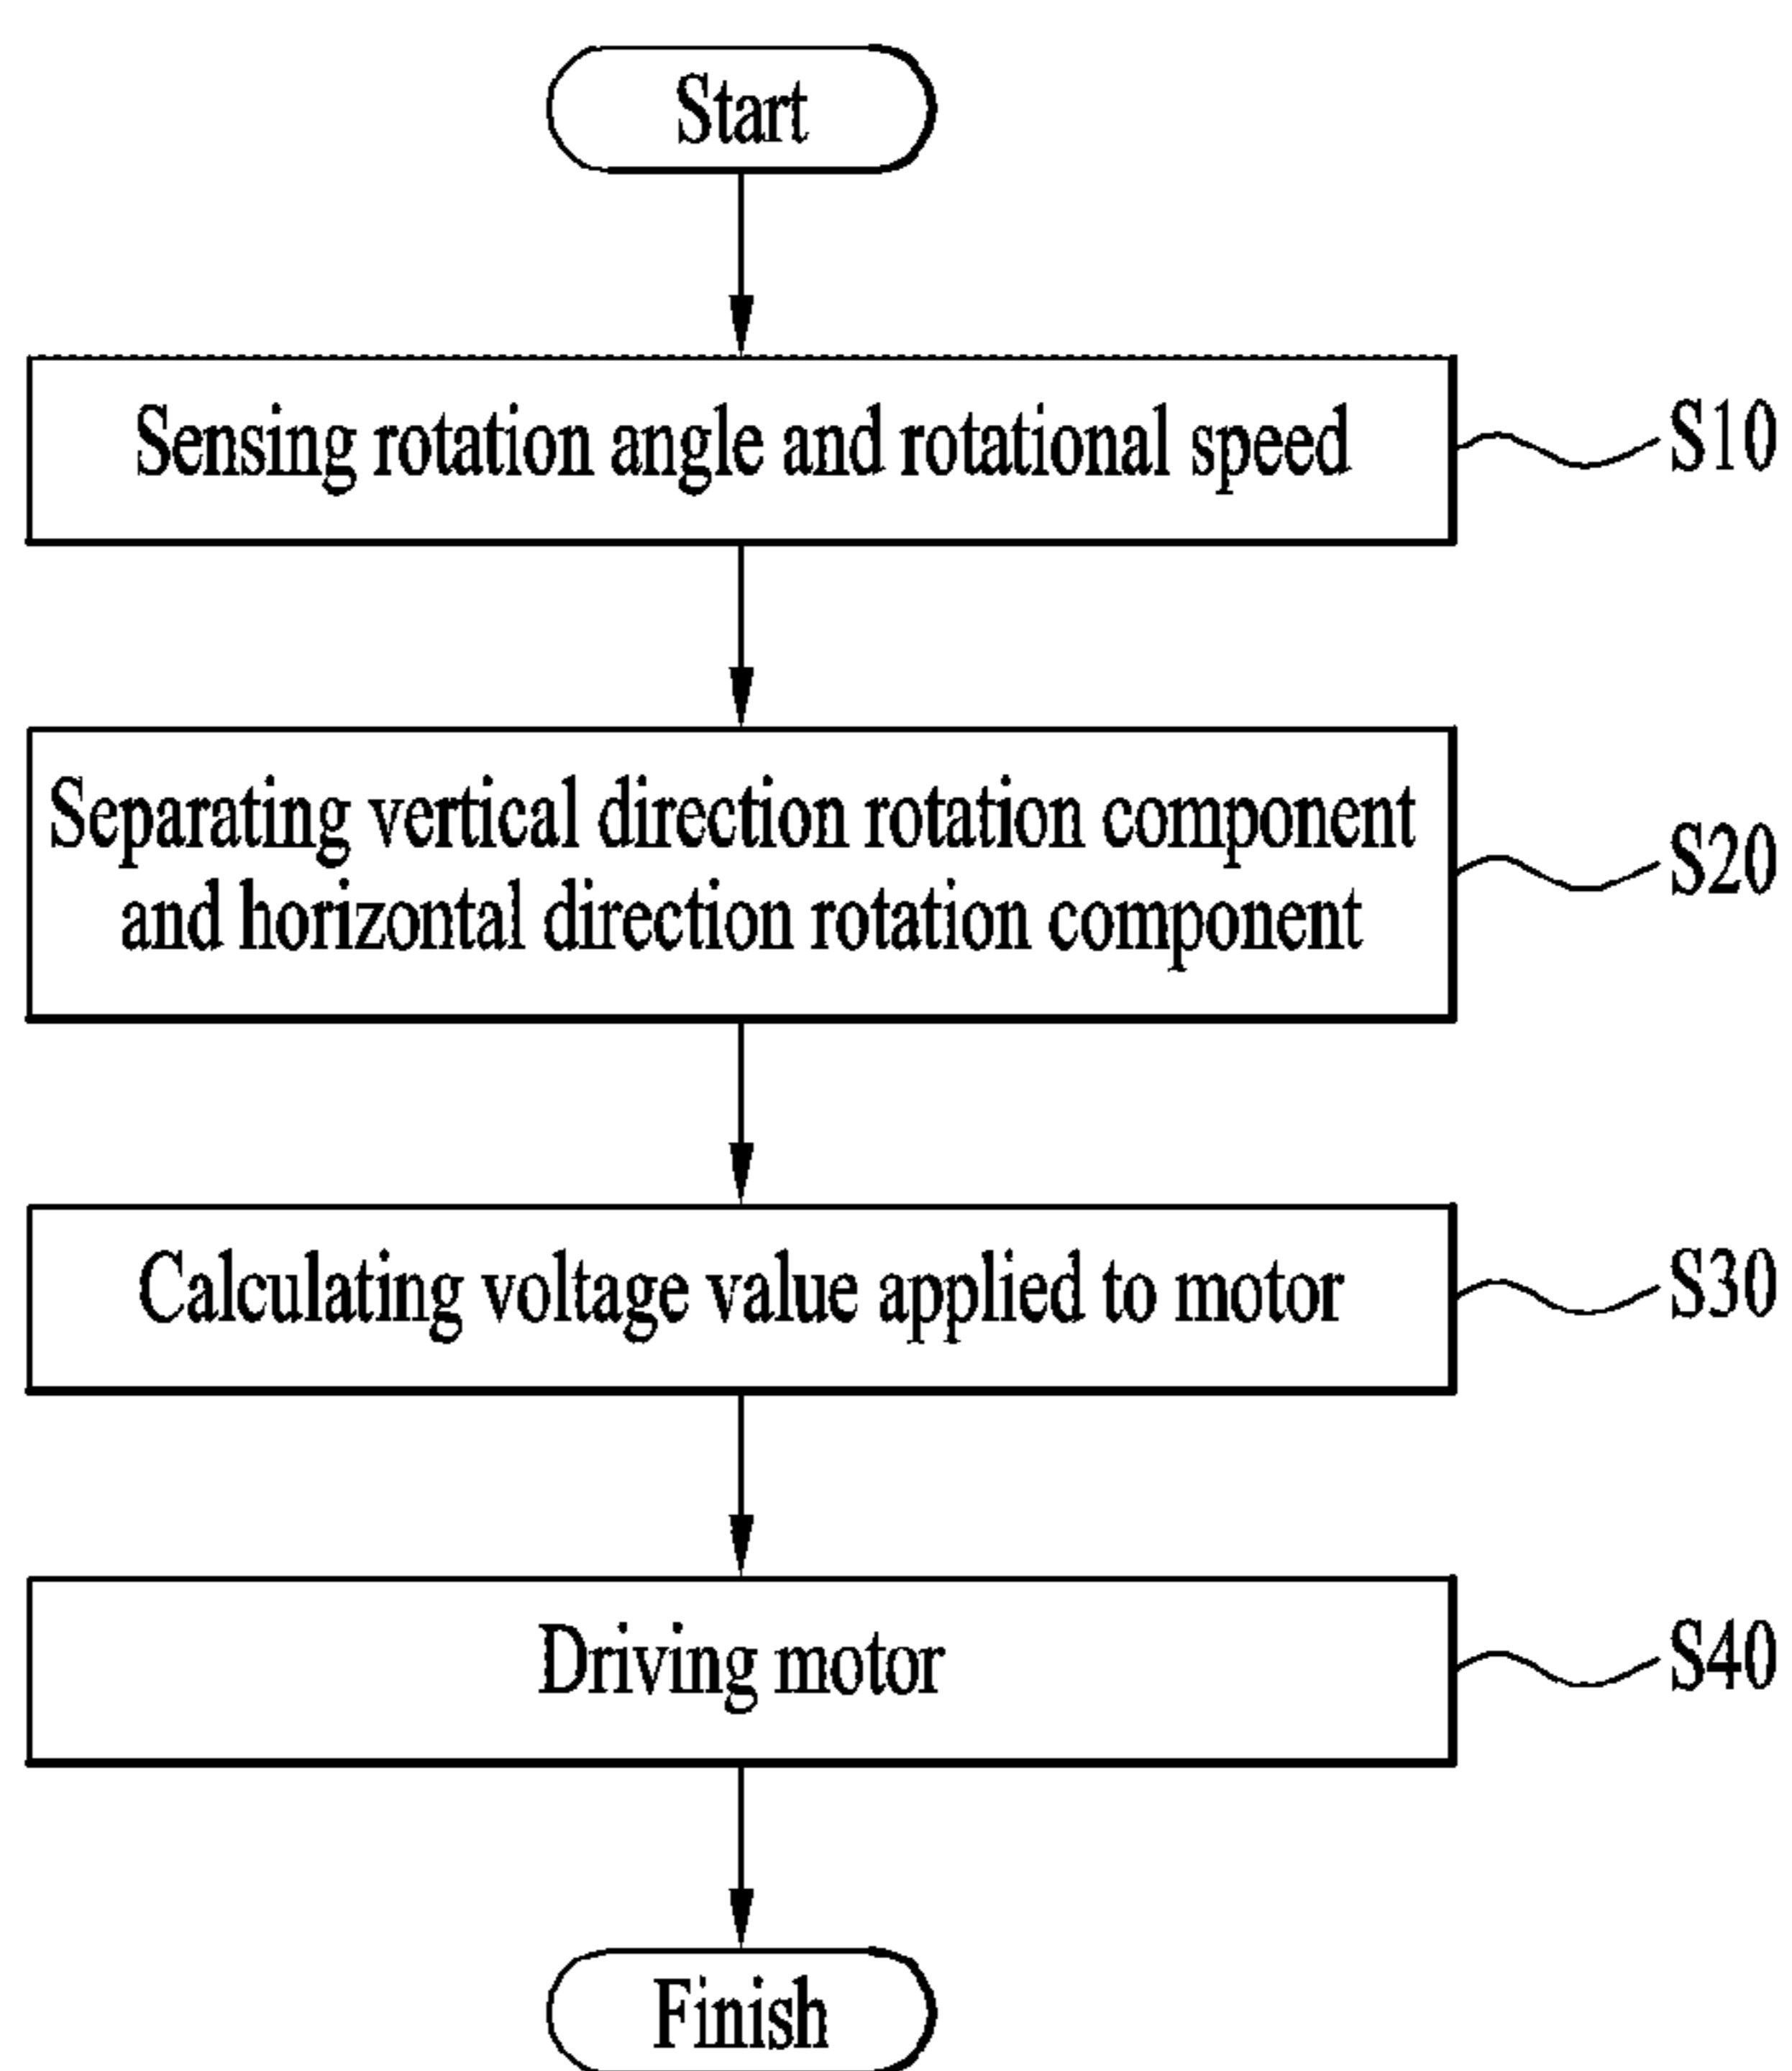 Start
Sensing rotation angle and rotational speed
S10
Separating vertical direction rotation component
and horizontal direction rotation component
S20
Calculating voltage value applied to motor
S30
Driving motor
S40
Finish